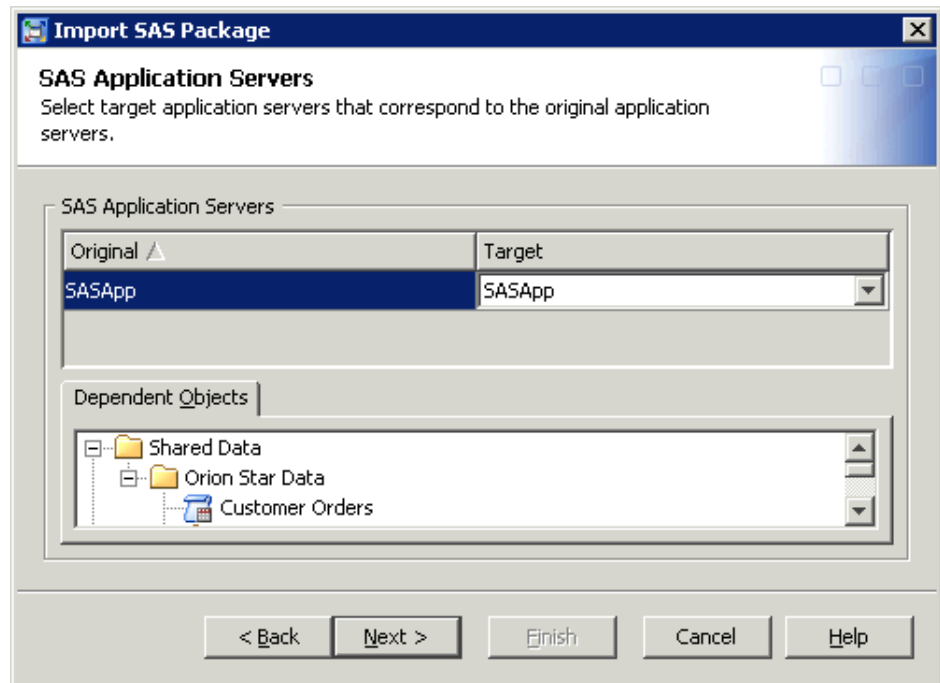 Import SAS Package
SAS Application Servers
Select target application servers that correspond to the original application
servers.
SAS Application Servers
Original Target
SASApp SASApp
Dependent Objects
Shared Data
Orion Star Data
Customer Orders
< Back Next > Finish Cancel Help